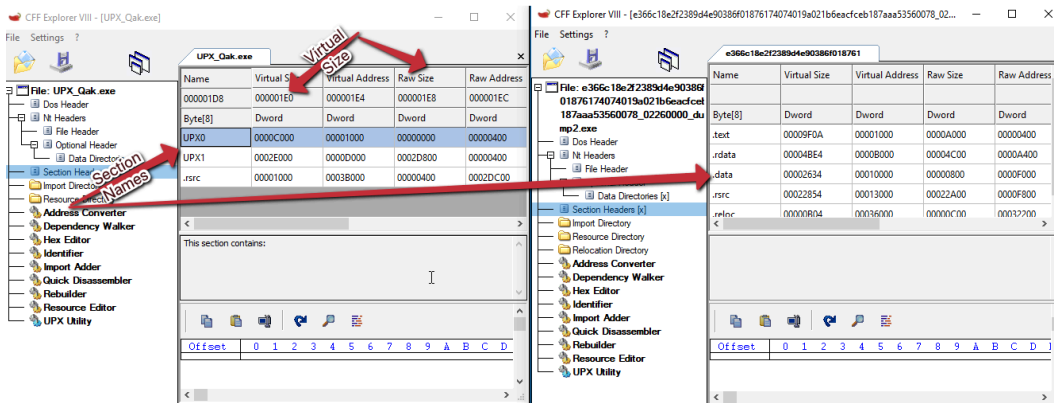 CFF Explorer VIII - [UPX_Qak.exe]
File Settings ?
File: UPX_Qak.exe
Dos Header
Nt Headers
File Header
Optional Header
Data Director
Section Head
Import Directo
Resource Direct
Address Converter
Dependency Walker
Hex Editor
Identifier
Import Adder
Quick Disassembler
Rebuilder
Resource Editor
UPX Utility
UPX_Qak.exe
Name Virtual S Virtual Address Raw Size Raw Address
000001D8 000001E0 000001E4 000001E8 000001EC
Byte[8] Dword Dword Dword Dword
UPX0 0000C000 00001000 00000000 00000400
UPX1 0002E000 0000D000 0002D800 00000400
.rsrc 00001000 0003B000 00000400 0002DC00
This section contains:
Offset 0 1 2 3 4 5 6 7 8 9 A B C D
Virtual
Size
Section
Names
CFF Explorer VIII - [e366c18e2f2389d4e90386f01876174074019a021b6eacfceb187aaa53560078_02...
File Settings ?
File: e366c18e2f2389d4e90386f
01876174074019a021b6eacfcel
187aaa53560078_02260000_du
mp2.exe
Dos Header
Nt Headers
File Header
Data Directories [x]
Section Headers [x]
Import Directory
Resource Directory
Relocation Directory
Address Converter
Dependency Walker
Hex Editor
Identifier
Import Adder
Quick Disassembler
Rebuilder
Resource Editor
UPX Utility
e366c18e2f2389d4e90386f018761
Name Virtual Size Virtual Address Raw Size Raw Address
Byte[8] Dword Dword Dword Dword
.text 00009F0A 00001000 0000A000 00000400
.rdata 00004BE4 0000B000 00004C00 0000A400
.data 00002634 00010000 00000800 0000F000
.rsrc 00022854 00013000 00022A00 0000F800
.reloc 00000B04 00036000 00000C00 00032200
Offset 0 1 2 3 4 5 6 7 8 9 A B C D